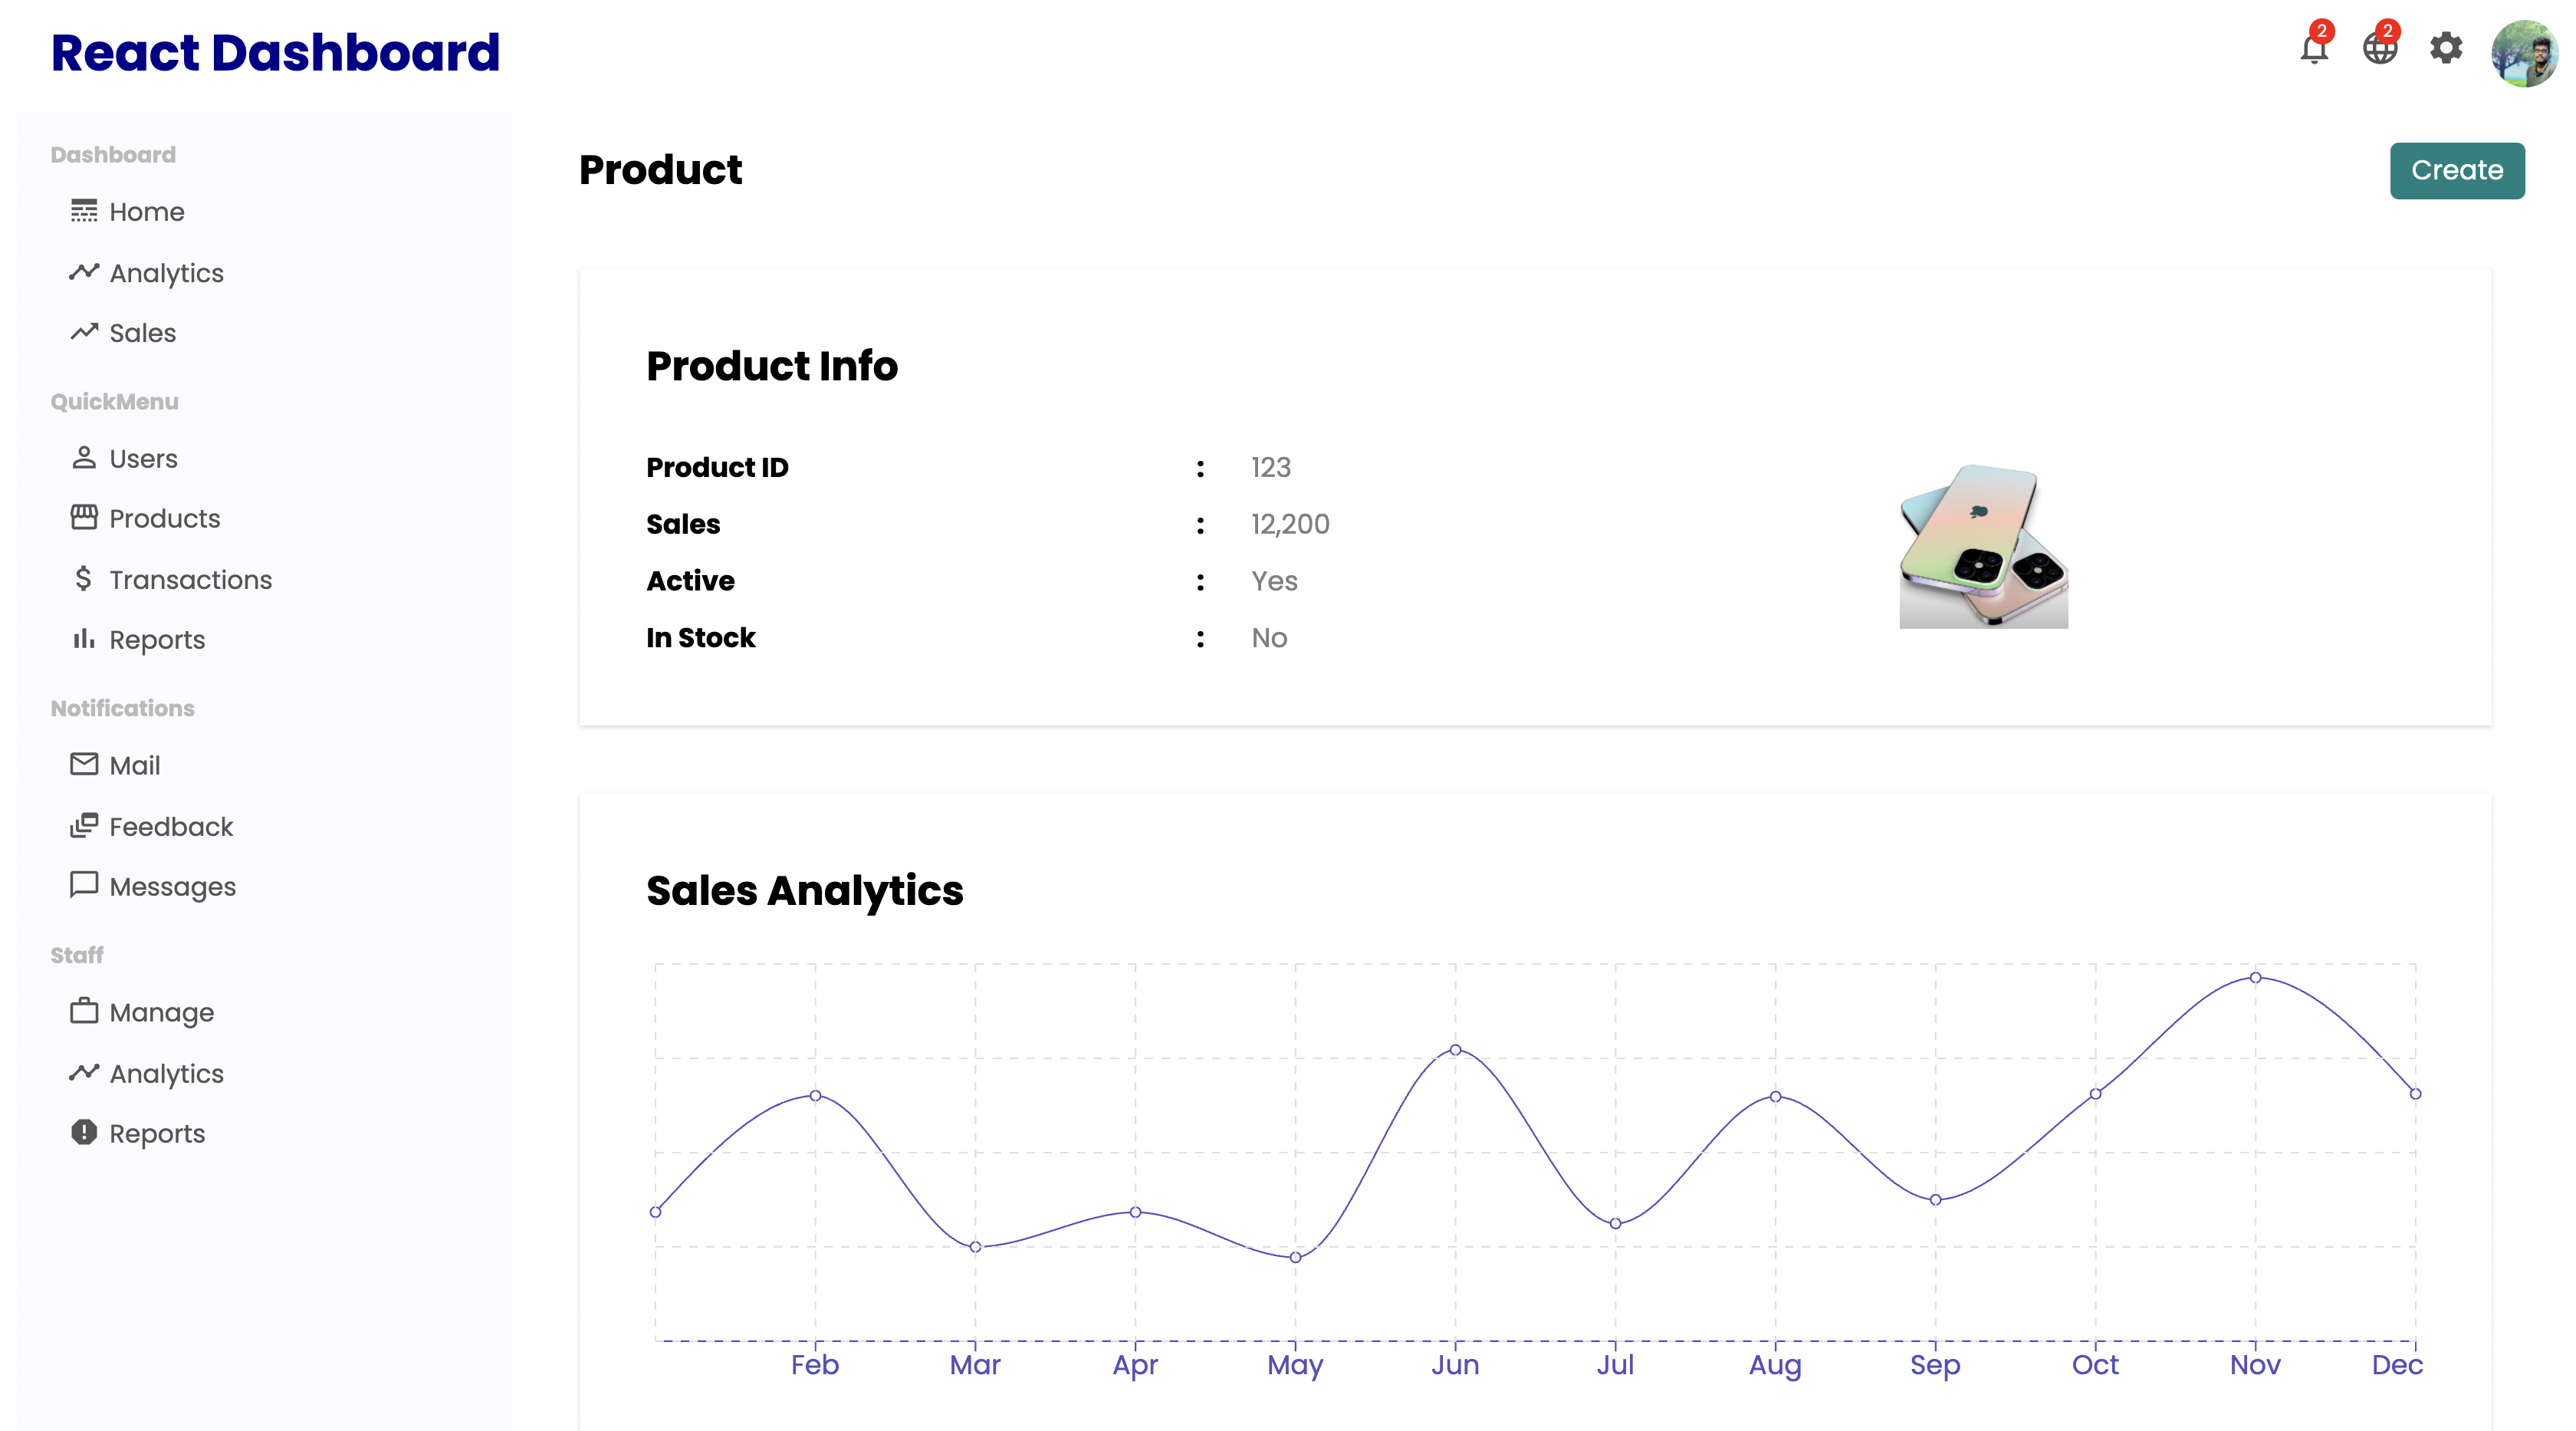 React Dashboard
2
2
Dashboard
Home
Analytics
Sales
QuickMenu
Users
Products
Transactions
Reports
Notifications
Mail
Feedback
Messages
Staff
Manage
Analytics
Reports
Product
Create
Product Info
Product ID : 123
Sales : 12,200
Active : Yes
In Stock : No
Sales Analytics
Feb Mar Apr May Jun Jul Aug Sep Oct Nov Dec